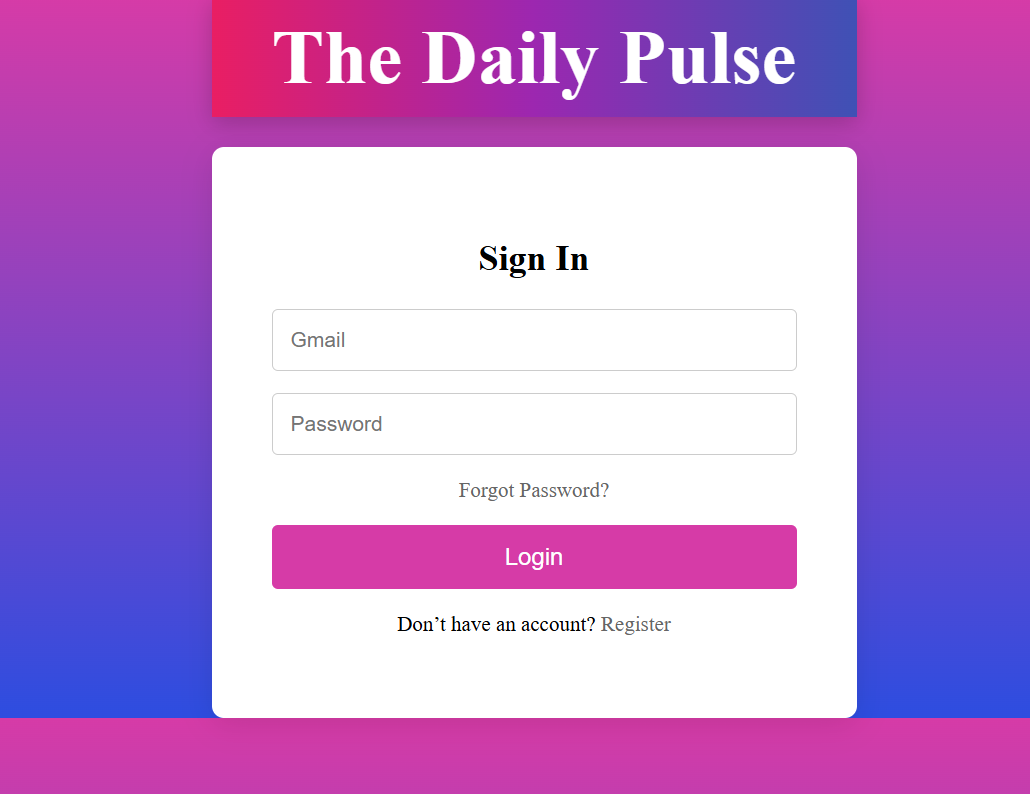 The Daily Pulse
Sign In
Gmail
Password
Forgot Password?
Login
Don’t have an account? Register